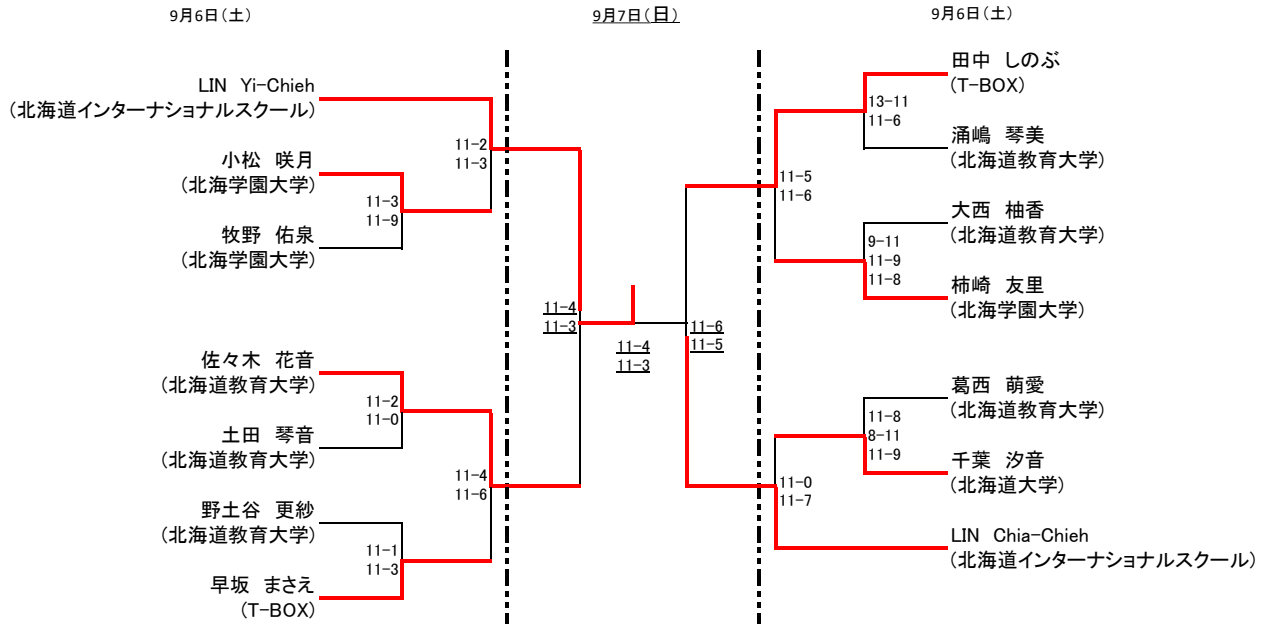 9月6日（土）
9月7日（日）
9月6日（土）
LIN　Yi-Chieh
（北海道インターナショナルスクール）
11-2
11-3
小松　咲月
（北海学園大学）
11-3
11-9
牧野　佑泉
（北海学園大学）
佐々木　花音
（北海道教育大学）
11-2
11-0
土田　琴音
（北海道教育大学）
11-4
11-6
野土谷　更紗
（北海道教育大学）
11-1
11-3
早坂　まさえ
（T-BOX）
11-4
11-3
11-4
11-3
11-6
11-5
田中　しのぶ
（T-BOX）
13-11
11-6
涌嶋　琴美
（北海道教育大学）
11-5
11-6
大西　柚香
（北海道教育大学）
9-11
11-9
11-8
柿崎　友里
（北海学園大学）
葛西　萌愛
（北海道教育大学）
11-8
8-11
11-9
千葉　汐音
（北海道大学）
11-0
11-7
LIN　Chia-Chieh
（北海道インターナショナルスクール）